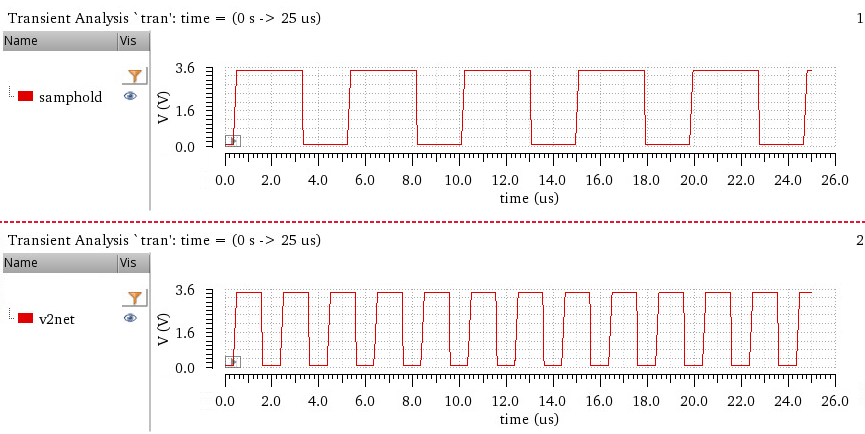 Transient Analysis `tran': time = (0 s -> 25 us) 1
Name Vis
samphold
V (V)
3.6
1.6
0.0
0.0 2.0 4.0 6.0 8.0 10.0 12.0 14.0 16.0 18.0 20.0 22.0 24.0 26.0
time (us)
Transient Analysis `tran': time = (0 s -> 25 us) 2
Name Vis
v2net
V (V)
3.6
1.6
0.0
0.0 2.0 4.0 6.0 8.0 10.0 12.0 14.0 16.0 18.0 20.0 22.0 24.0 26.0
time (us)